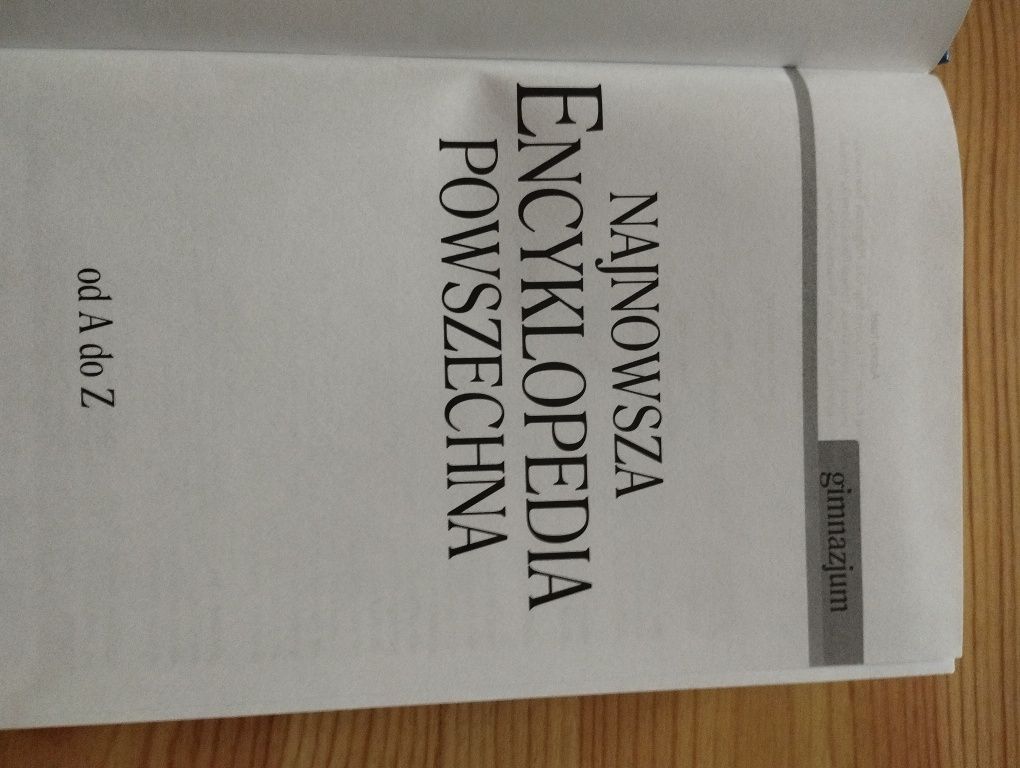 gimnazjum
NAJNOWSZA
ENCYKLOPEDIA
POWSZECHNA
od A do Z